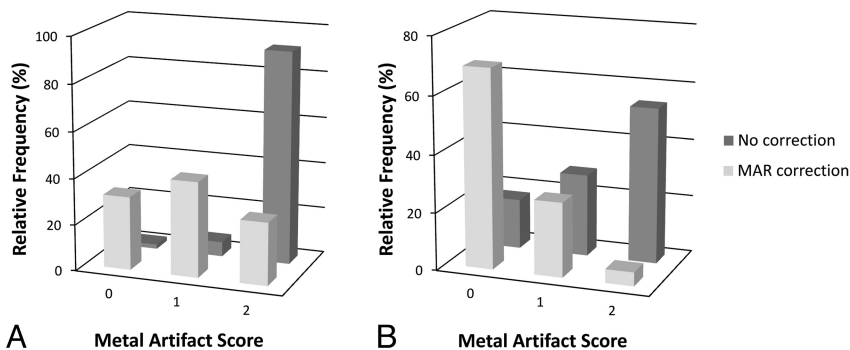 Relative Frequency (%)
100
80
60
40
20
0
0
1
2
Metal Artifact Score
A
Relative Frequency (%)
80
60
40
20
0
0
1
2
Metal Artifact Score
B
No correction
MAR correction